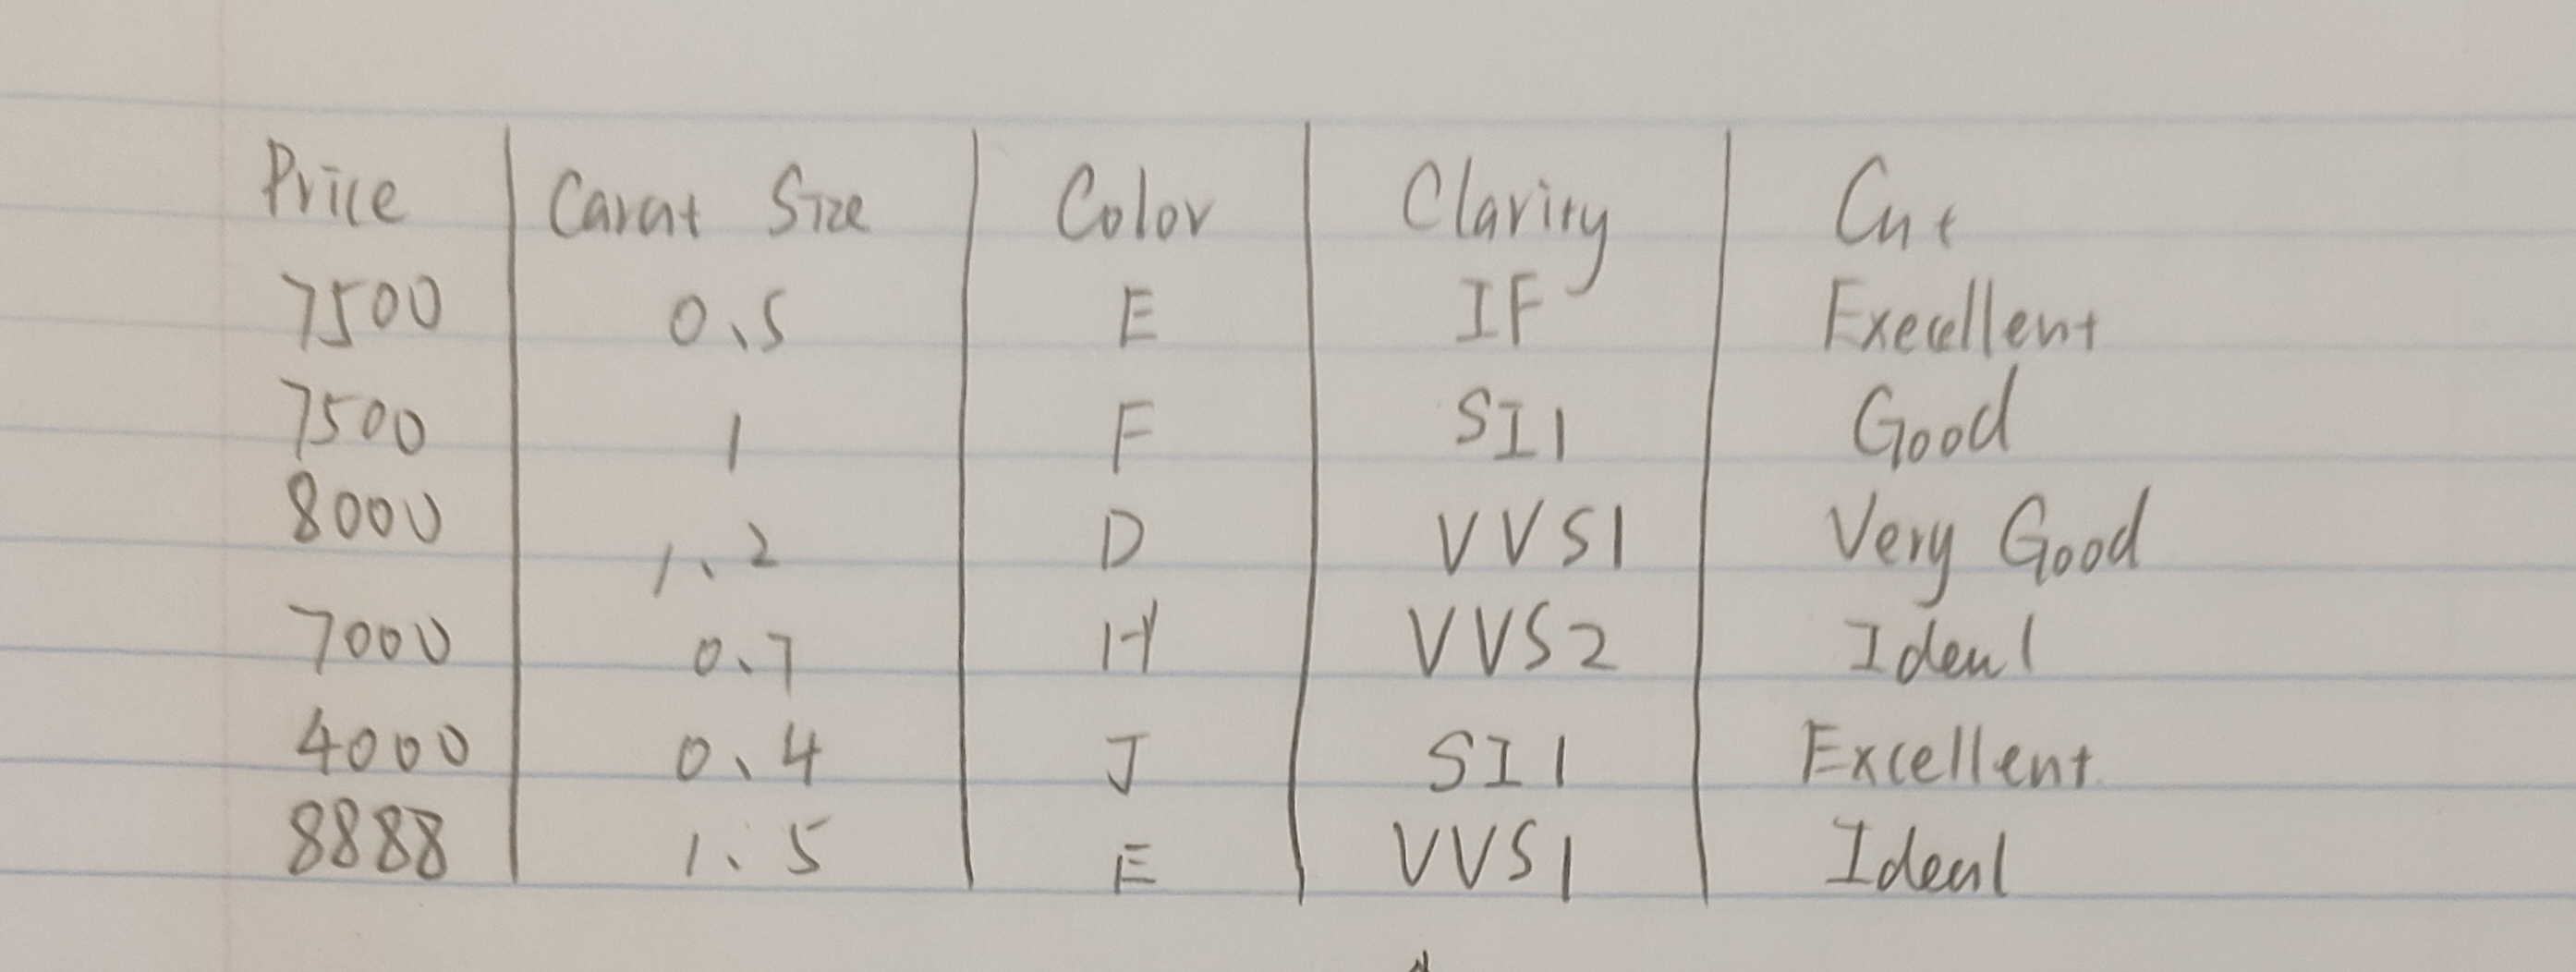 Price Carat Size Color Clarity Cut
7500 0.5 E IF Execellent
7500 1 F SI1 Good
8000 1.2 D VVS1 Very Good
7000 0.7 H VVS2 Ideal
4000 0.4 J SI1 Excellent
8888 1.5 E VVS1 Ideal